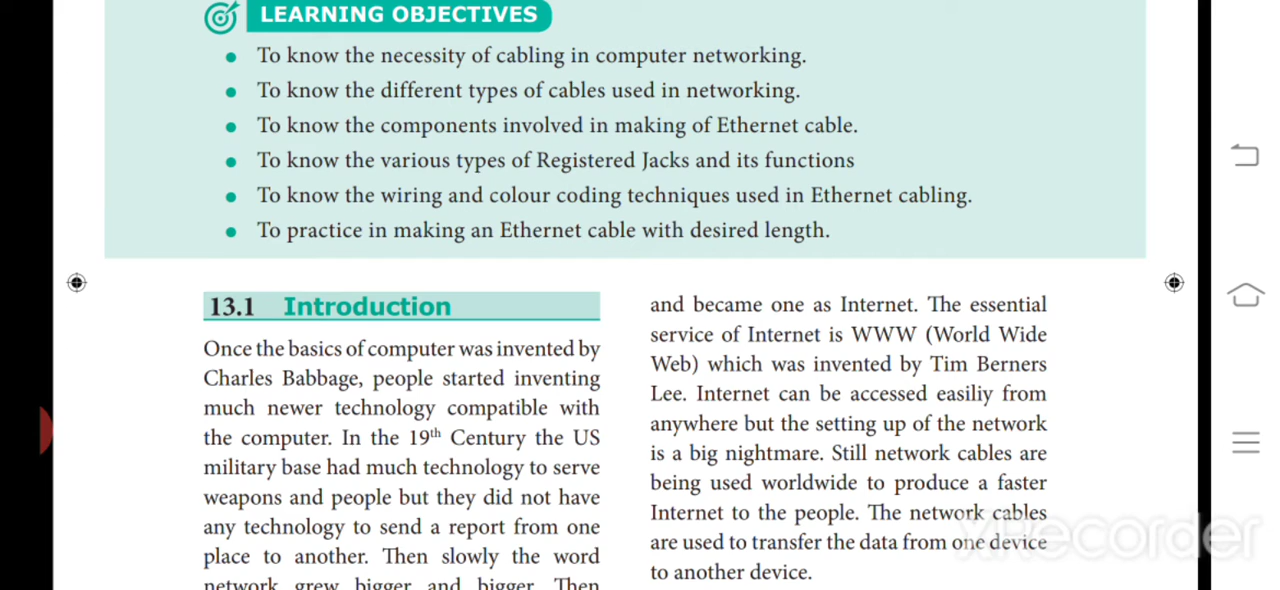 LEARNING OBJECTIVES
To know the necessity of cabling in computer networking.
To know the different types of cables used in networking.
To know the components involved in making of Ethernet cable.
To know the various types of Registered Jacks and its functions
To know the wiring and colour coding techniques used in Ethernet cabling.
To practice in making an Ethernet cable with desired length.
13.1 Introduction
Once the basics of computer was invented by
Charles Babbage, people started inventing
much newer technology compatible with
the computer. In the 19th Century the US
military base had much technology to serve
weapons and people but they did not have
any technology to send a report from one
place to another. Then slowly the word
network grew bigger and bigger. Then
and became one as Internet. The essential
service of Internet is WWW (World Wide
Web) which was invented by Tim Berners
Lee. Internet can be accessed easiliy from
anywhere but the setting up of the network
is a big nightmare. Still network cables are
being used worldwide to produce a faster
Internet to the people. The network cables
are used to transfer the data from one device
to another device.
XRecorder